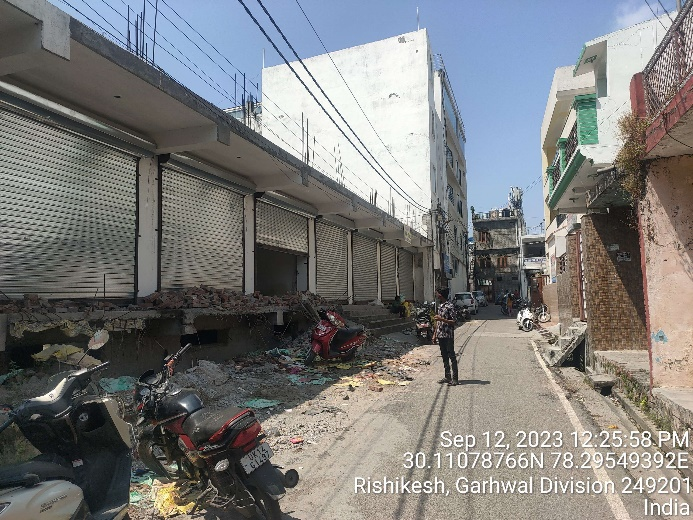 Sep 12, 2023 12:25:58 PM
30.11078766N 78.29549392E
Rishikesh, Garhwal Division 249201
India